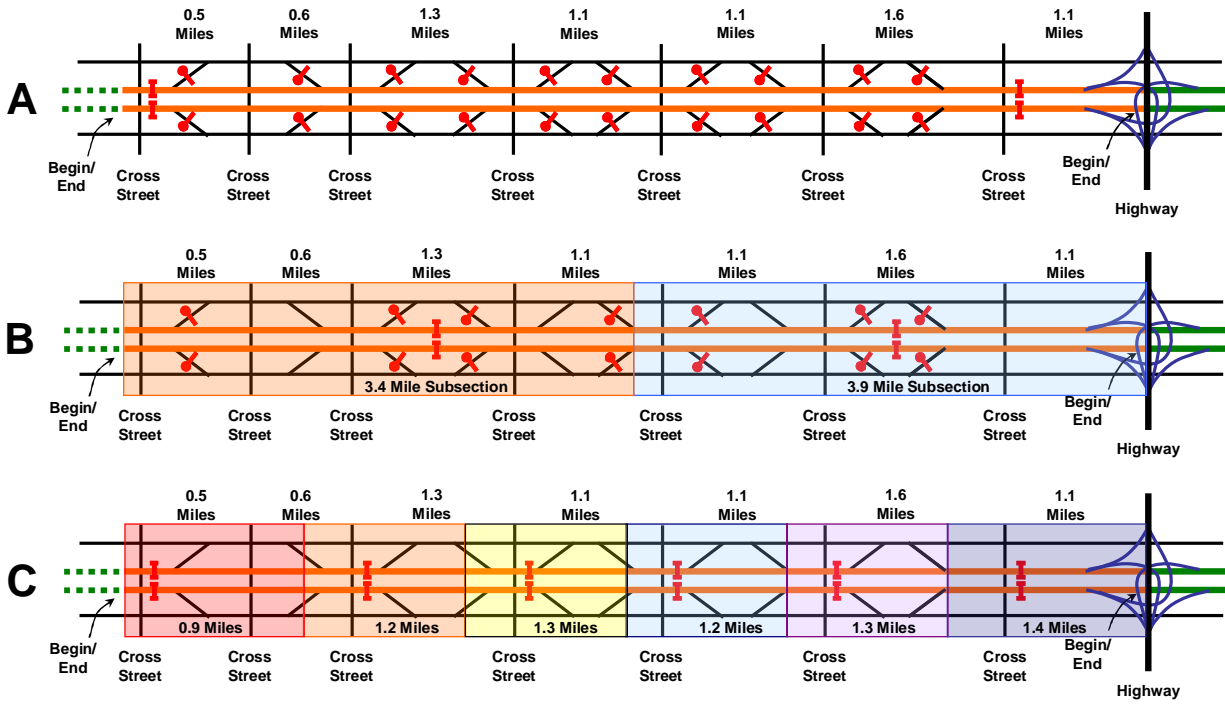 0.5
Miles
0.6
Miles
1.3
Miles
1.1
Miles
1.1
Miles
1.6
Miles
1.1
Miles
A
Begin/
End
Cross
Street
Cross
Street
Cross
Street
Cross
Street
Cross
Street
Cross
Street
Cross
Street
Begin/
End
Highway
0.5
Miles
0.6
Miles
1.3
Miles
1.1
Miles
1.1
Miles
1.6
Miles
1.1
Miles
B
3.4 Mile Subsection
3.9 Mile Subsection
Begin/
End
Cross
Street
Cross
Street
Cross
Street
Cross
Street
Cross
Street
Cross
Street
Cross
Street
Begin/
End
Highway
0.5
Miles
0.6
Miles
1.3
Miles
1.1
Miles
1.1
Miles
1.6
Miles
1.1
Miles
C
0.9 Miles
1.2 Miles
1.3 Miles
1.2 Miles
1.3 Miles
1.4 Miles
Begin/
End
Cross
Street
Cross
Street
Cross
Street
Cross
Street
Cross
Street
Cross
Street
Cross
Street
Begin/
End
Highway